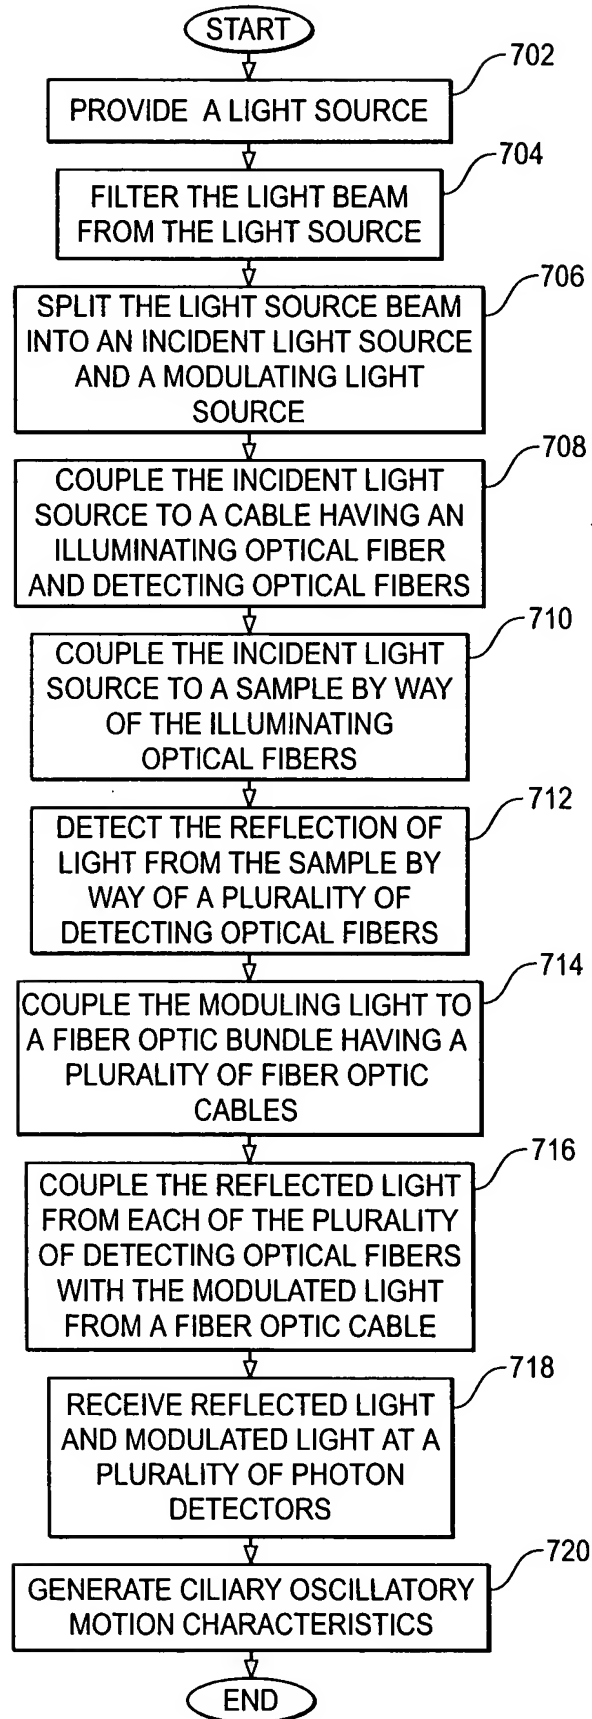 START
702
PROVIDE A LIGHT SOURCE
704
FILTER THE LIGHT BEAM
FROM THE LIGHT SOURCE
706
SPLIT THE LIGHT SOURCE BEAM
INTO AN INCIDENT LIGHT SOURCE
AND A MODULATING LIGHT
SOURCE
708
COUPLE THE INCIDENT LIGHT
SOURCE TO A CABLE HAVING AN
ILLUMINATING OPTICAL FIBER
AND DETECTING OPTICAL FIBERS
710
COUPLE THE INCIDENT LIGHT
SOURCE TO A SAMPLE BY WAY
OF THE ILLUMINATING
OPTICAL FIBERS
712
DETECT THE REFLECTION OF
LIGHT FROM THE SAMPLE BY
WAY OF A PLURALITY OF
DETECTING OPTICAL FIBERS
714
COUPLE THE MODULING LIGHT TO
A FIBER OPTIC BUNDLE HAVING A
PLURALITY OF FIBER OPTIC
CABLES
716
COUPLE THE REFLECTED LIGHT
FROM EACH OF THE PLURALITY
OF DETECTING OPTICAL FIBERS
WITH THE MODULATED LIGHT
FROM A FIBER OPTIC CABLE
718
RECEIVE REFLECTED LIGHT
AND MODULATED LIGHT AT A
PLURALITY OF PHOTON
DETECTORS
720
GENERATE CILIARY OSCILLATORY
MOTION CHARACTERISTICS
END